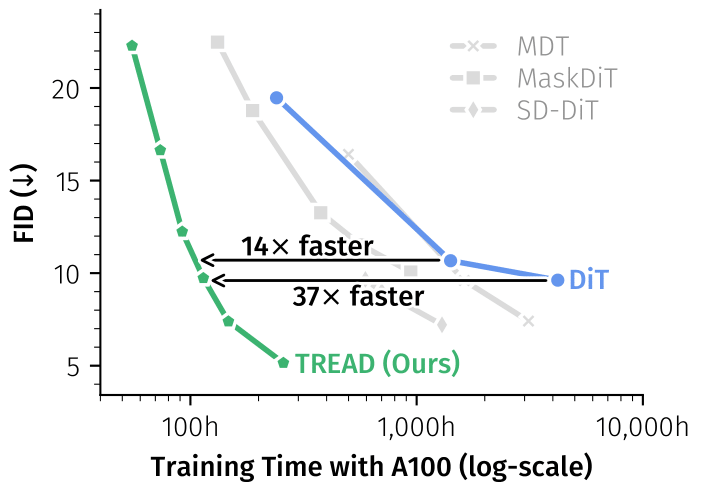 MDT
MaskDiT
SD-DiT
20
15
10
5
FID (↓)
14× faster
37× faster
DiT
TREAD (Ours)
100h
1,000h
10,000h
Training Time with A100 (log-scale)